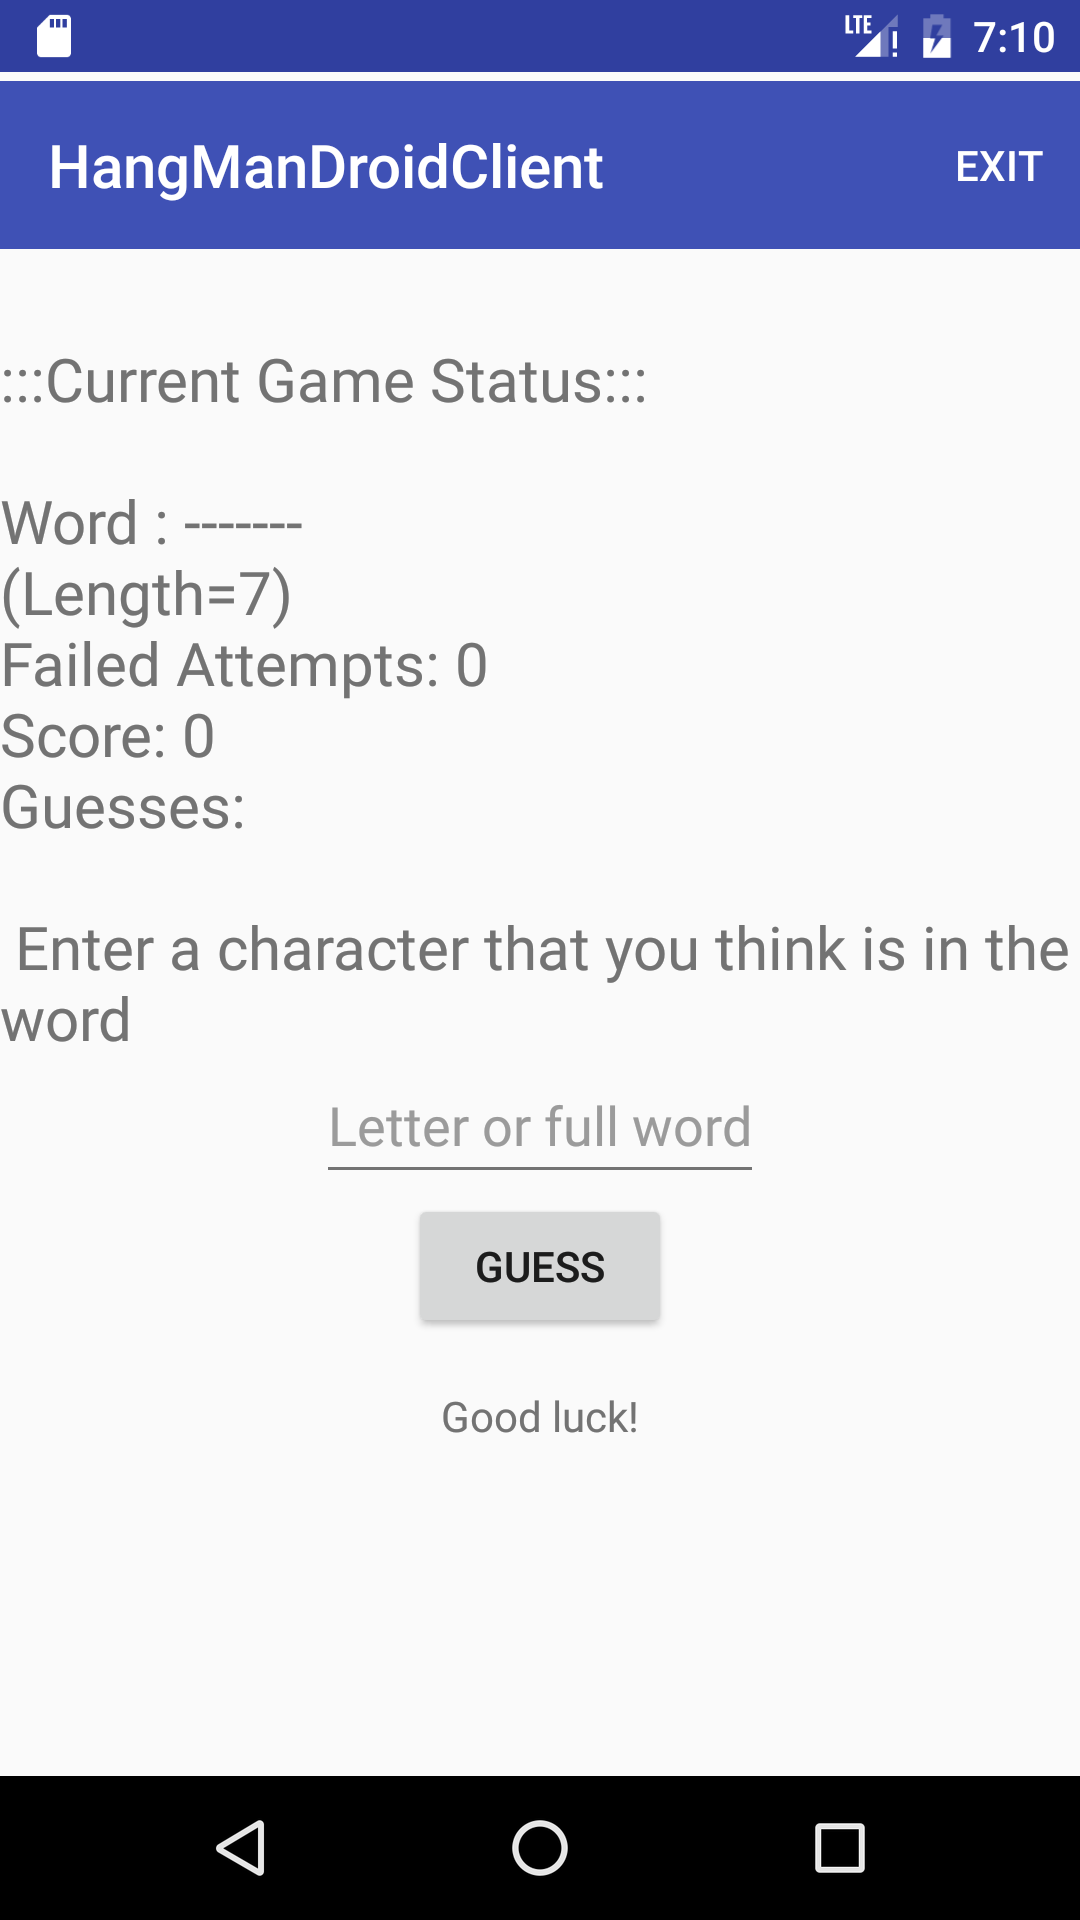 LTE 7:10
HangManDroidClient EXIT
:::Current Game Status:::
Word : -------
(Length=7)
Failed Attempts: 0
Score: 0
Guesses:
Enter a character that you think is in the
word
Letter or full word
GUESS
Good luck!